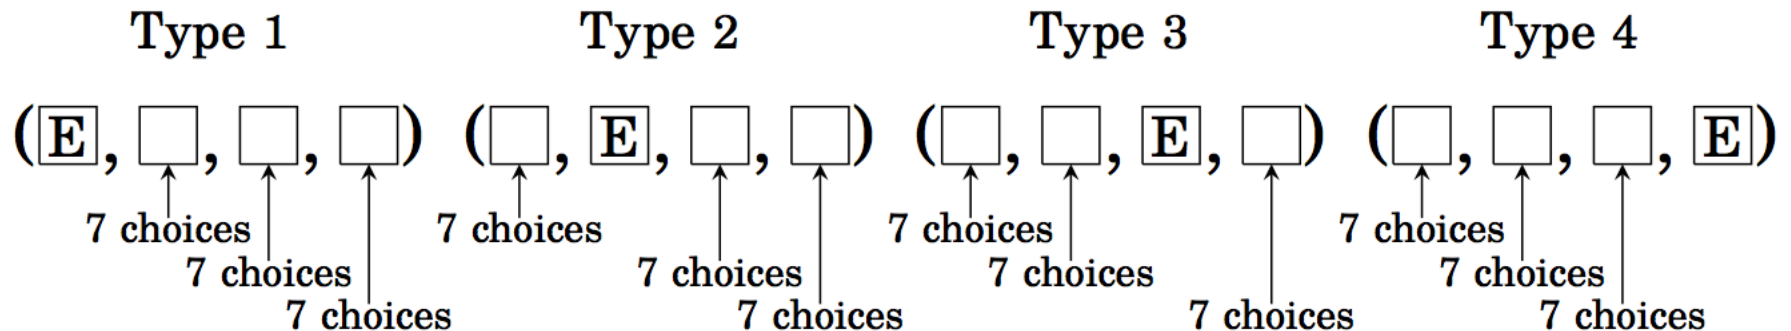 Type 1 Type 2 Type 3 Type 4
(E, , , ) ( , E, , ) ( , , E, ) ( , , , E)
7 choices 7 choices 7 choices 7 choices
7 choices 7 choices 7 choices 7 choices
7 choices 7 choices 7 choices 7 choices